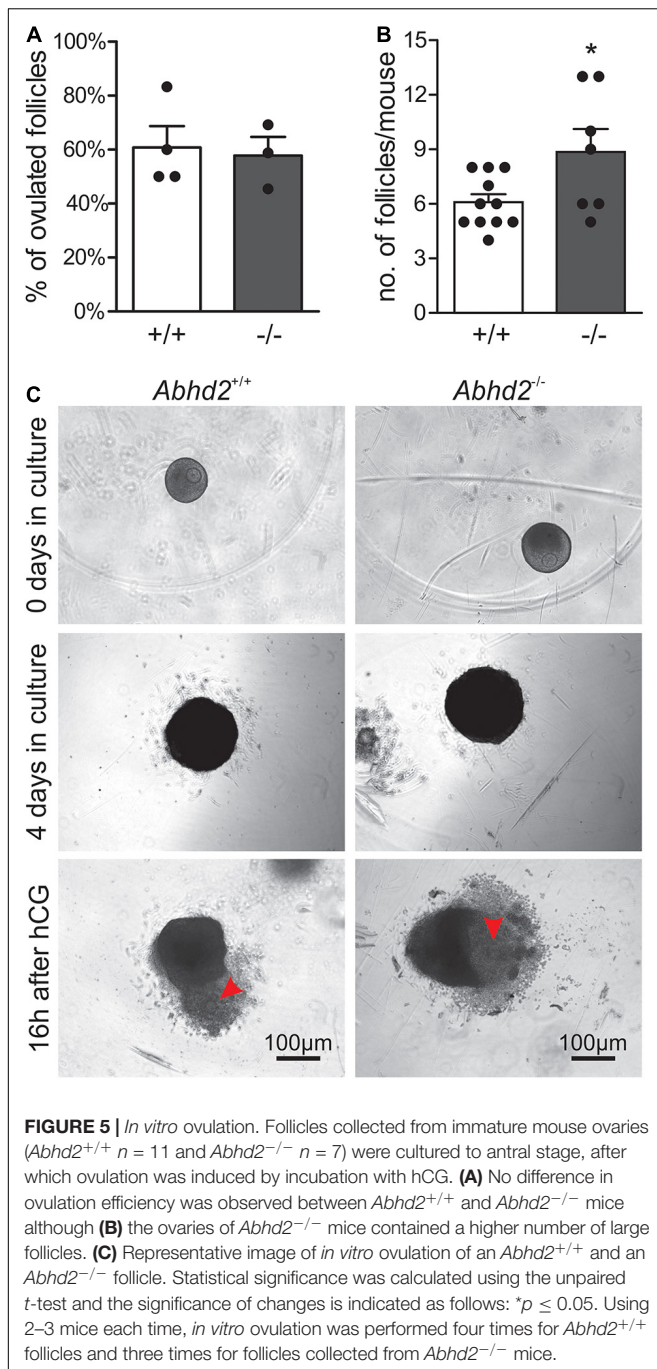 A
B
100%
80%
60%
40%
20%
0%
% of ovulated follicles
+/+
-/-
15
12
9
6
3
0
no. of follicles/mouse
*
+/+
-/-
C
Abhd2+/+
Abhd2-/-
0 days in culture
4 days in culture
16h after hCG
100µm
100µm
FIGURE 5 | In vitro ovulation. Follicles collected from immature mouse ovaries
(Abhd2+/+ n = 11 and Abhd2−/− n = 7) were cultured to antral stage, after
which ovulation was induced by incubation with hCG. (A) No difference in
ovulation efficiency was observed between Abhd2+/+ and Abhd2−/− mice
although (B) the ovaries of Abhd2−/− mice contained a higher number of large
follicles. (C) Representative image of in vitro ovulation of an Abhd2+/+ and an
Abhd2−/− follicle. Statistical significance was calculated using the unpaired
t-test and the significance of changes is indicated as follows: *p ≤ 0.05. Using
2–3 mice each time, in vitro ovulation was performed four times for Abhd2+/+
follicles and three times for follicles collected from Abhd2−/− mice.